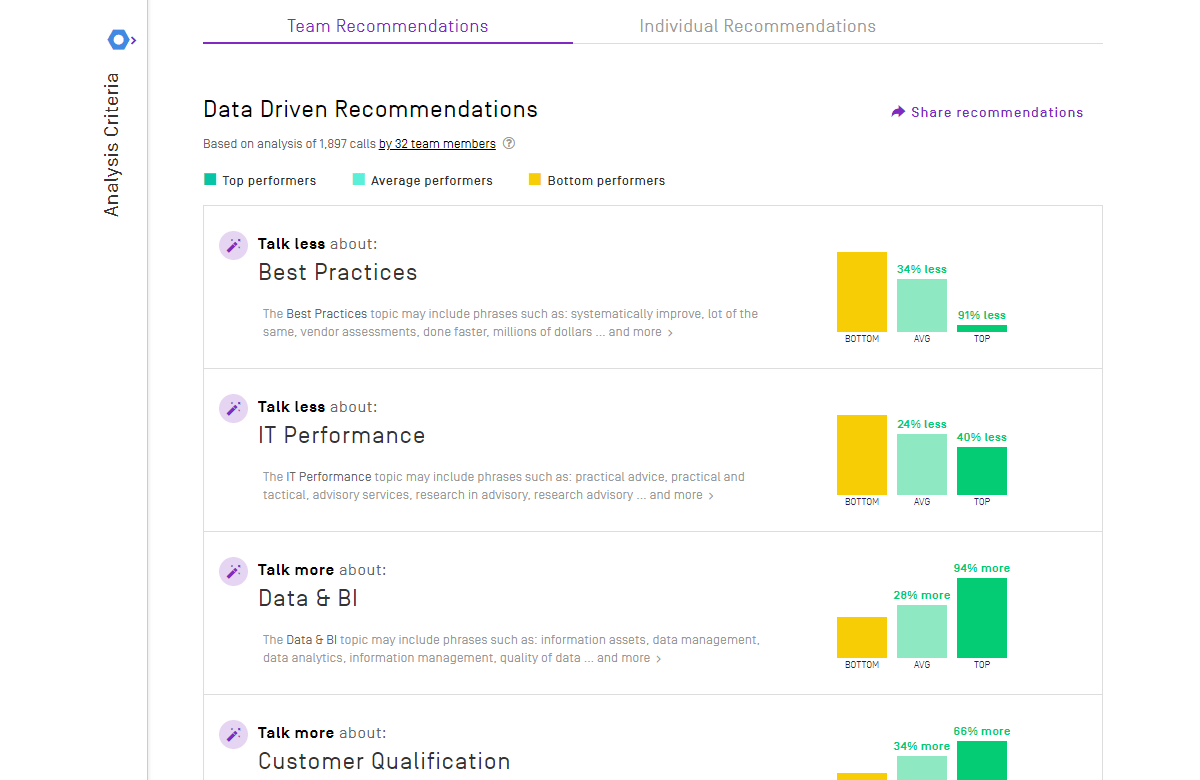 Team Recommendations
Individual Recommendations
Analysis Criteria
Data Driven Recommendations
Share recommendations
Based on analysis of 1,897 calls by 32 team members ?
Top performers
Average performers
Bottom performers
Talk less about:
Best Practices
The Best Practices topic may include phrases such as: systematically improve, lot of the
same, vendor assessments, done faster, millions of dollars ... and more >
34% less
91% less
BOTTOM
AVG
TOP
Talk less about:
IT Performance
The IT Performance topic may include phrases such as: practical advice, practical and
tactical, advisory services, research in advisory, research advisory ... and more >
24% less
40% less
BOTTOM
AVG
TOP
Talk more about:
Data & BI
The Data & BI topic may include phrases such as: information assets, data management,
data analytics, information management, quality of data ... and more >
94% more
28% more
BOTTOM
AVG
TOP
Talk more about:
Customer Qualification
66% more
34% more